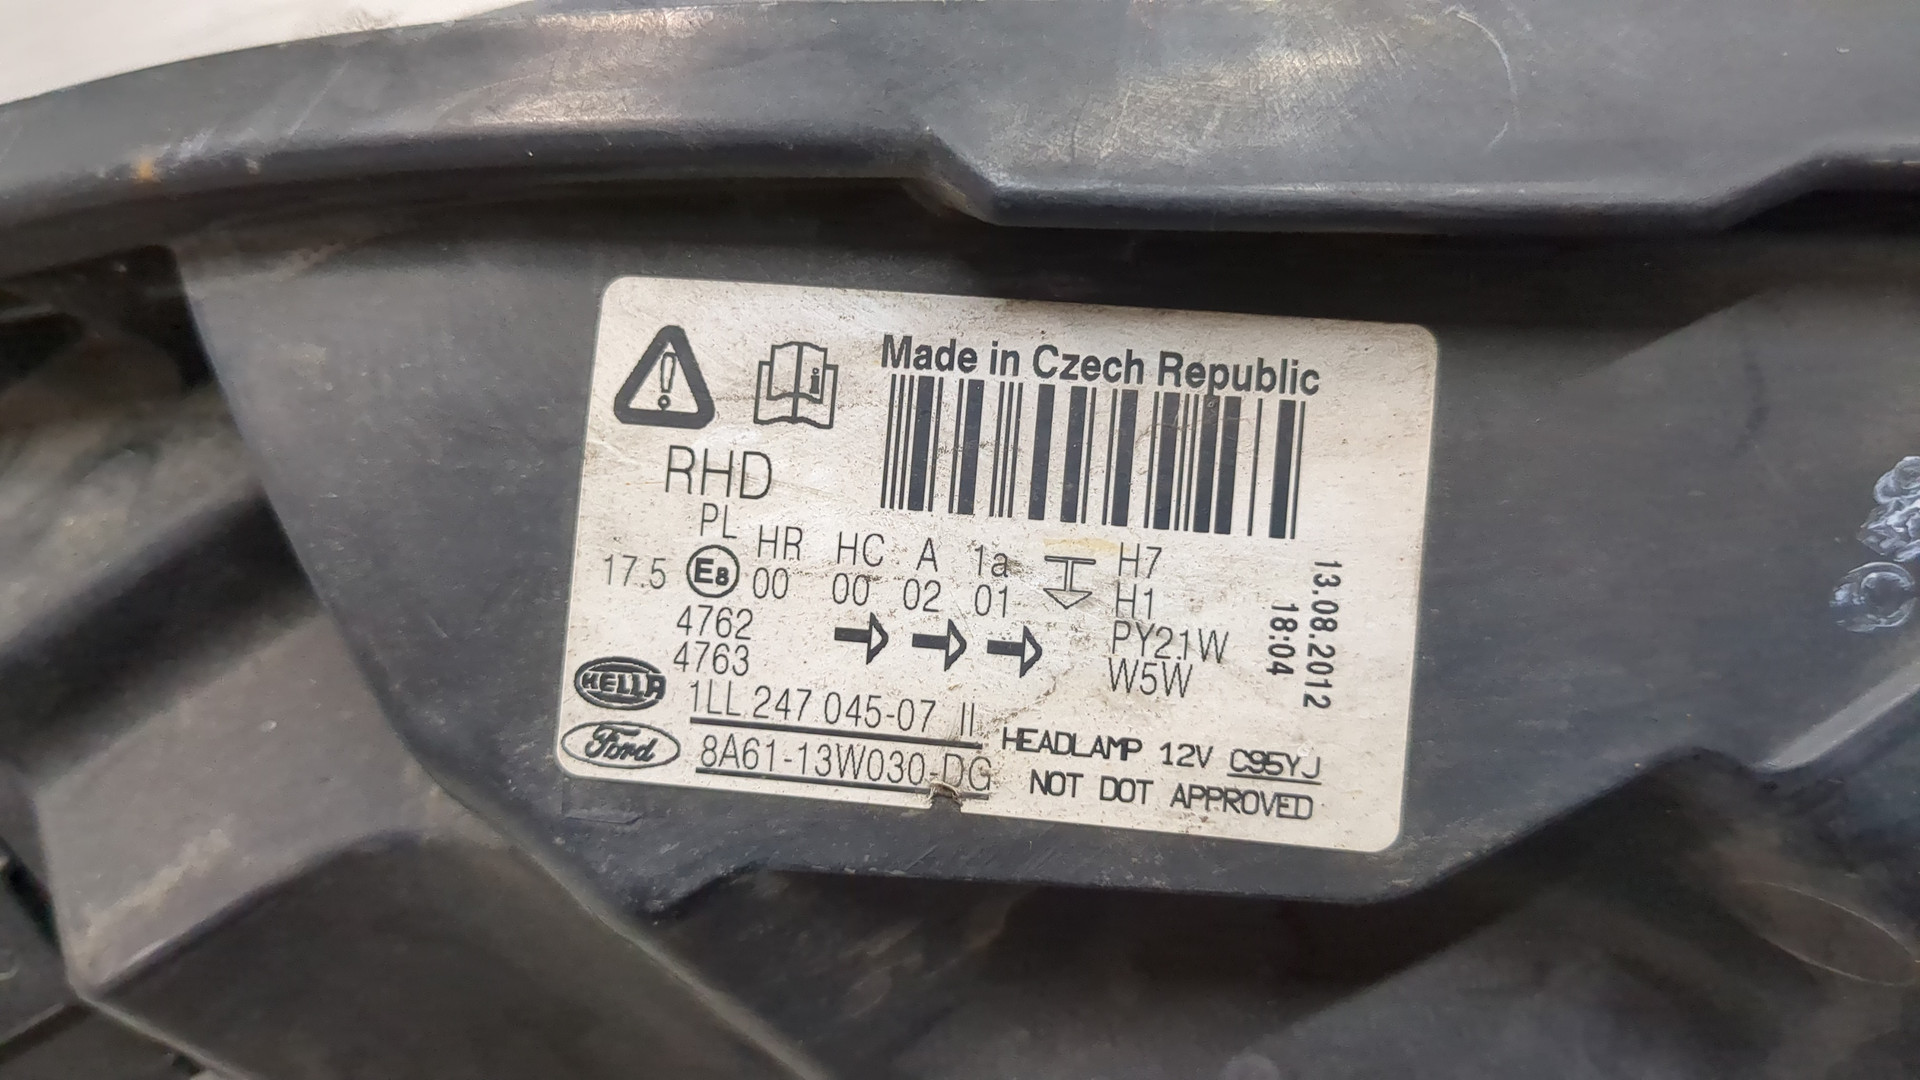 Made in Czech Republic
RHD
PL HR HC A 1a H7
17.5 E8 00 00 02 01 H1
4762 PY21W
4763 W5W
13.08.2012
18:04
HELLA 1LL 247 045-07 II
Ford 8A61-13W030-DG
HEADLAMP 12V C95YJ
NOT DOT APPROVED